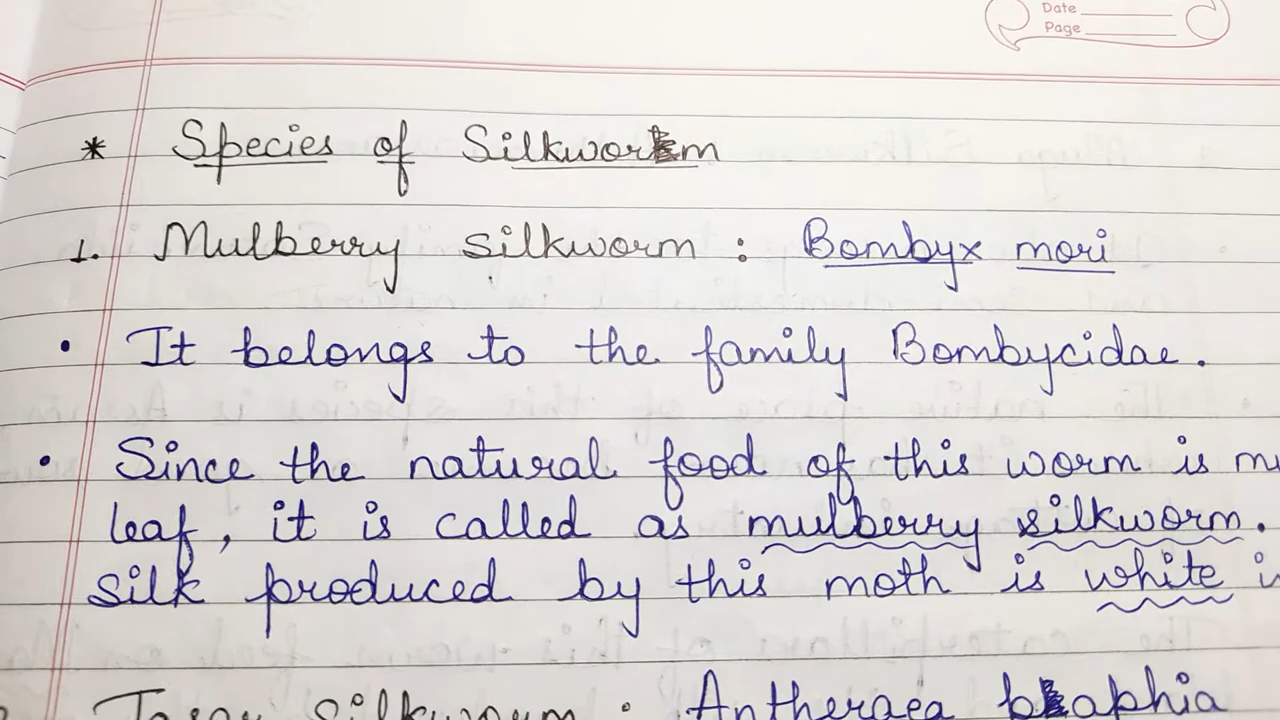 Date
Page
* Species of Silkworm
1. Mulberry silkworm : Bombyx mori
• It belongs to the family Bombycidae.
• Since the natural food of this worm is
leaf, it is called as mulberry silkworm.
silk produced by this moth is white
silkworm : Antheraea